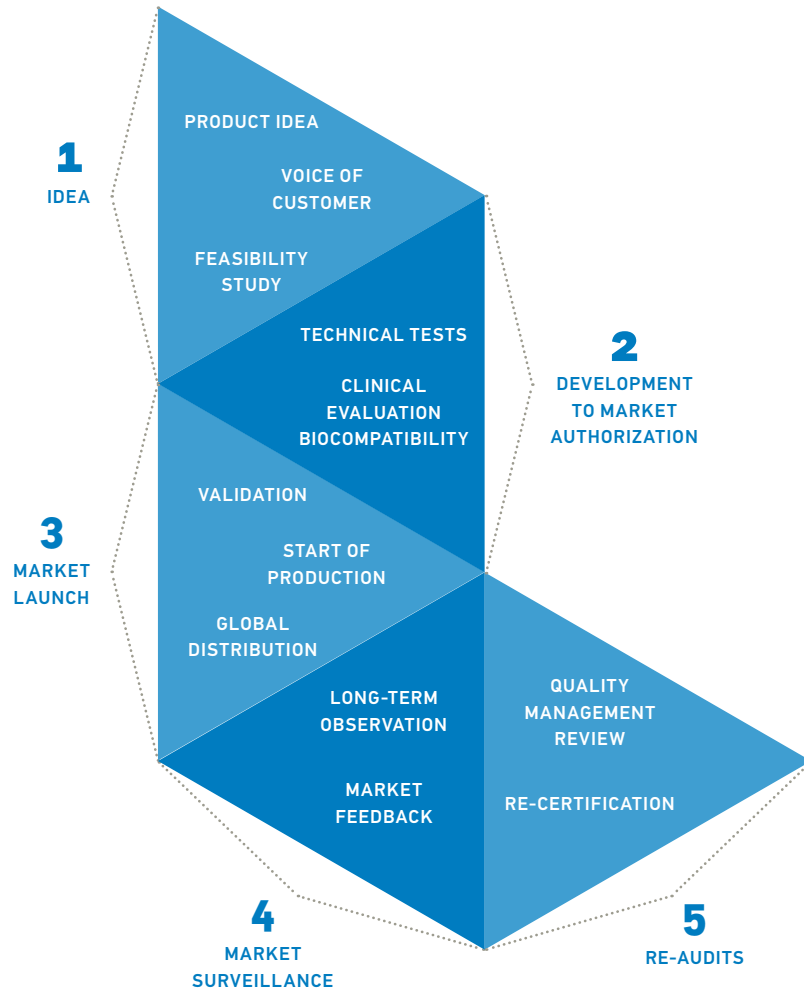 1
IDEA
PRODUCT IDEA
VOICE OF
CUSTOMER
FEASIBILITY
STUDY
2
DEVELOPMENT
TO MARKET
AUTHORIZATION
TECHNICAL TESTS
CLINICAL
EVALUATION
BIOCOMPATIBILITY
3
MARKET
LAUNCH
VALIDATION
START OF
PRODUCTION
GLOBAL
DISTRIBUTION
LONG-TERM
OBSERVATION
MARKET
FEEDBACK
4
MARKET
SURVEILLANCE
QUALITY
MANAGEMENT
REVIEW
RE-CERTIFICATION
5
RE-AUDITS